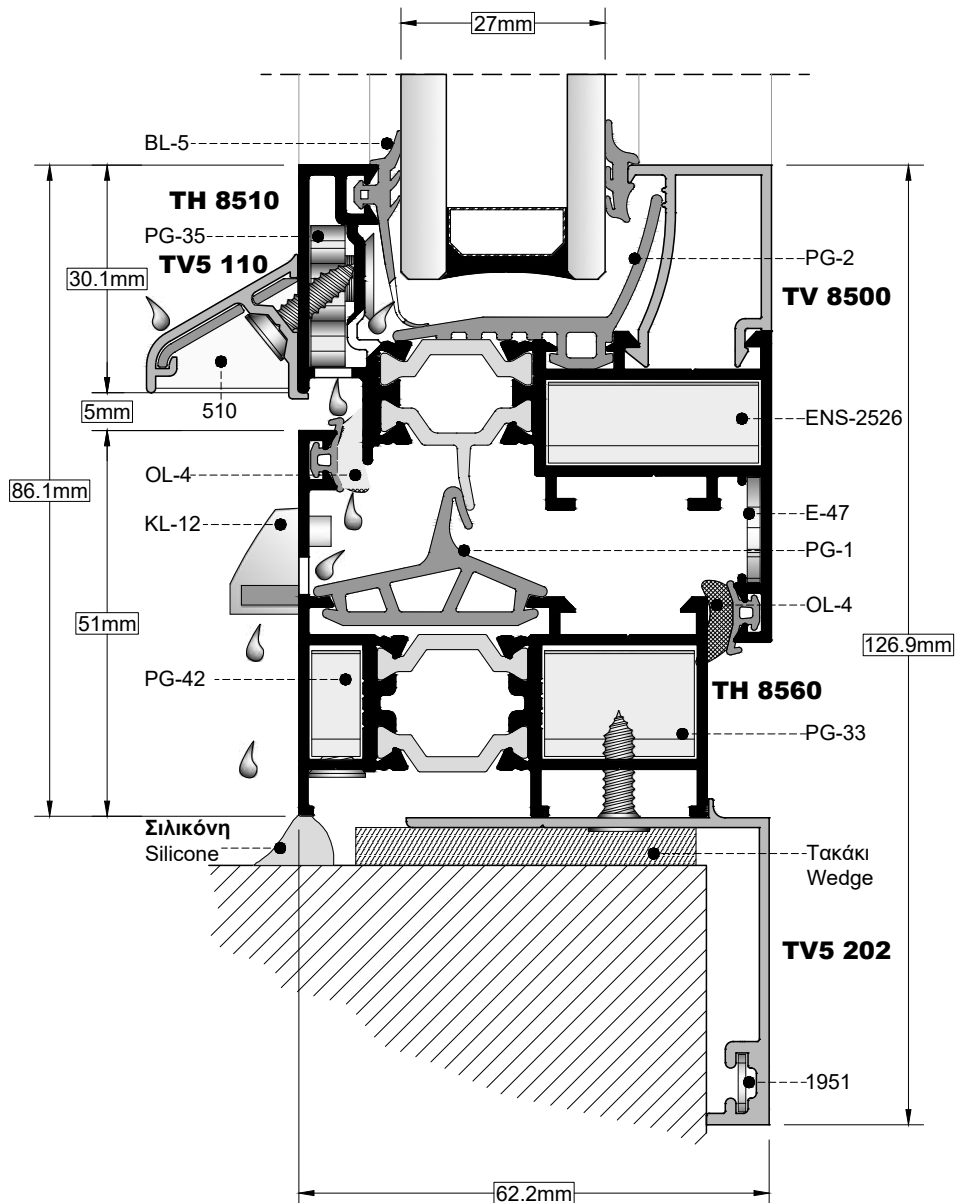 27mm
BL-5
TH 8510
PG-35
TV5 110
30.1mm
PG-2
TV 8500
510
5mm
ENS-2526
OL-4
86.1mm
KL-12
E-47
PG-1
OL-4
51mm
126.9mm
PG-42
TH 8560
PG-33
Σιλικόνη
Silicone
Τακάκι
Wedge
TV5 202
1951
62.2mm